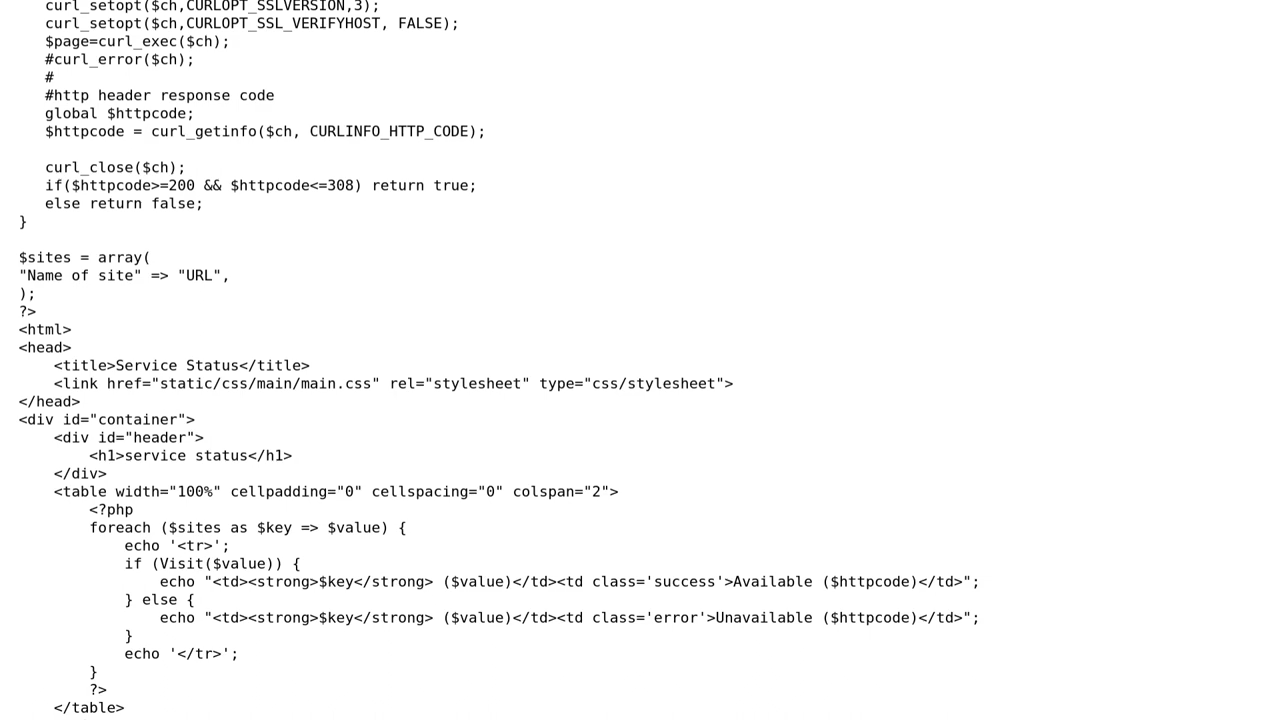 curl_setopt($ch,CURLOPT_SSLVERSION,3);
curl_setopt($ch,CURLOPT_SSL_VERIFYHOST, FALSE);
$page=curl_exec($ch);
#curl_error($ch);
#
#http header response code
global $httpcode;
$httpcode = curl_getinfo($ch, CURLINFO_HTTP_CODE);
curl_close($ch);
if($httpcode>=200 && $httpcode<=308) return true;
else return false;
}
$sites = array(
"Name of site" => "URL",
);
?>
<html>
<head>
<title>Service Status</title>
<link href="static/css/main/main.css" rel="stylesheet" type="css/stylesheet">
</head>
<div id="container">
<div id="header">
<h1>service status</h1>
</div>
<table width="100%" cellpadding="0" cellspacing="0" colspan="2">
<?php
foreach ($sites as $key => $value) {
echo '<tr>';
if (Visit($value)) {
echo "<td><strong>$key</strong> ($value)</td><td class='success'>Available ($httpcode)</td>";
} else {
echo "<td><strong>$key</strong> ($value)</td><td class='error'>Unavailable ($httpcode)</td>";
}
echo '</tr>';
}
?>
</table>